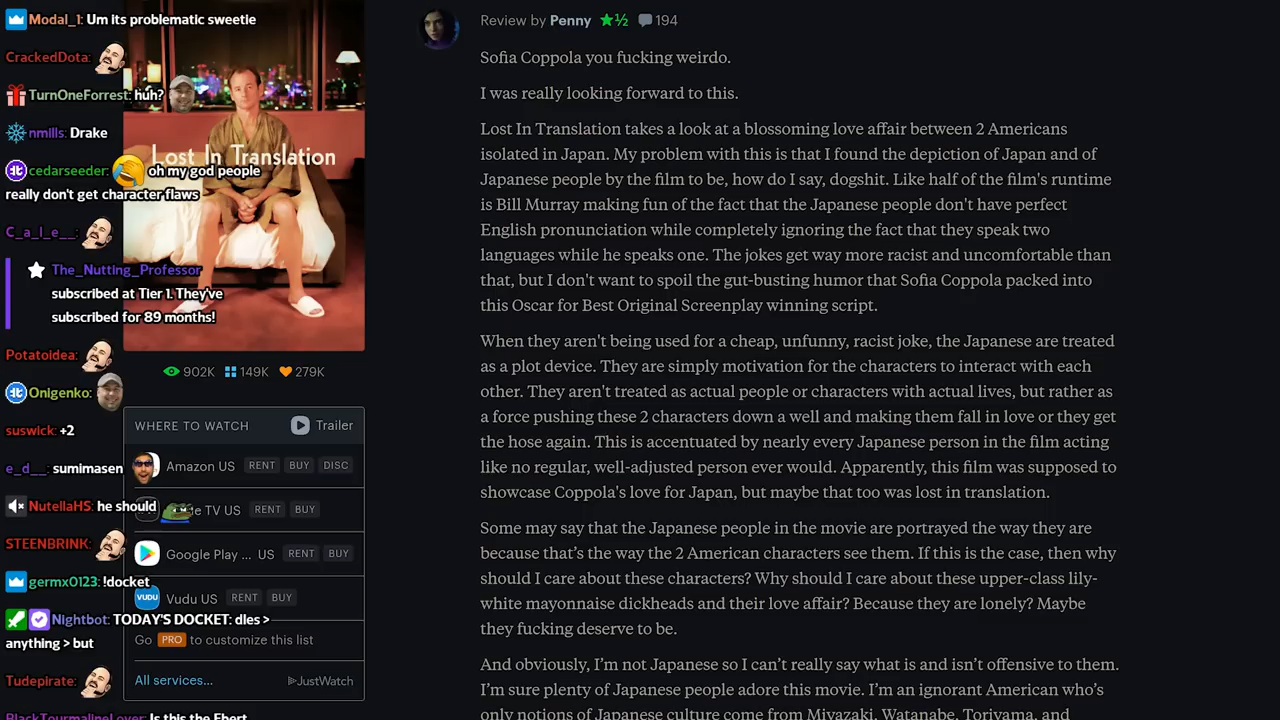 Modal_1: Um its problematic sweetie
CrackedDota:
TurnOneForrest: huh?
nmills: Drake
cedarseeder: oh my god people
really don't get character flaws
C_a_l_e__:
The_Nutting_Professor
subscribed at Tier 1. They've
subscribed for 89 months!
Potatoidea:
Onigenko:
suswick: +2
e_d__: sumimasen
NutellaHS: he should
STEENBRINK:
germx0123: !docket
Nightbot: TODAY'S DOCKET: dles >
anything > but
Tudepirate:
BlackTourmalineLover: Is this the Ebert
Lost In Translation
902K 149K 279K
WHERE TO WATCH Trailer
Amazon US RENT BUY DISC
TV US RENT BUY
Google Play ... US RENT BUY
VUDU Vudu US RENT BUY
Go PRO to customize this list
All services... JustWatch
Review by Penny ★½ 194
Sofia Coppola you fucking weirdo.
I was really looking forward to this.
Lost In Translation takes a look at a blossoming love affair between 2 Americans
isolated in Japan. My problem with this is that I found the depiction of Japan and of
Japanese people by the film to be, how do I say, dogshit. Like half of the film's runtime
is Bill Murray making fun of the fact that the Japanese people don't have perfect
English pronunciation while completely ignoring the fact that they speak two
languages while he speaks one. The jokes get way more racist and uncomfortable than
that, but I don't want to spoil the gut-busting humor that Sofia Coppola packed into
this Oscar for Best Original Screenplay winning script.
When they aren't being used for a cheap, unfunny, racist joke, the Japanese are treated
as a plot device. They are simply motivation for the characters to interact with each
other. They aren't treated as actual people or characters with actual lives, but rather as
a force pushing these 2 characters down a well and making them fall in love or they get
the hose again. This is accentuated by nearly every Japanese person in the film acting
like no regular, well-adjusted person ever would. Apparently, this film was supposed to
showcase Coppola's love for Japan, but maybe that too was lost in translation.
Some may say that the Japanese people in the movie are portrayed the way they are
because that's the way the 2 American characters see them. If this is the case, then why
should I care about these characters? Why should I care about these upper-class lily-
white mayonnaise dickheads and their love affair? Because they are lonely? Maybe
they fucking deserve to be.
And obviously, I’m not Japanese so I can’t really say what is and isn’t offensive to them.
I’m sure plenty of Japanese people adore this movie. I’m an ignorant American who’s
only notions of Japanese culture come from Miyazaki, Watanabe, Toriyama, and